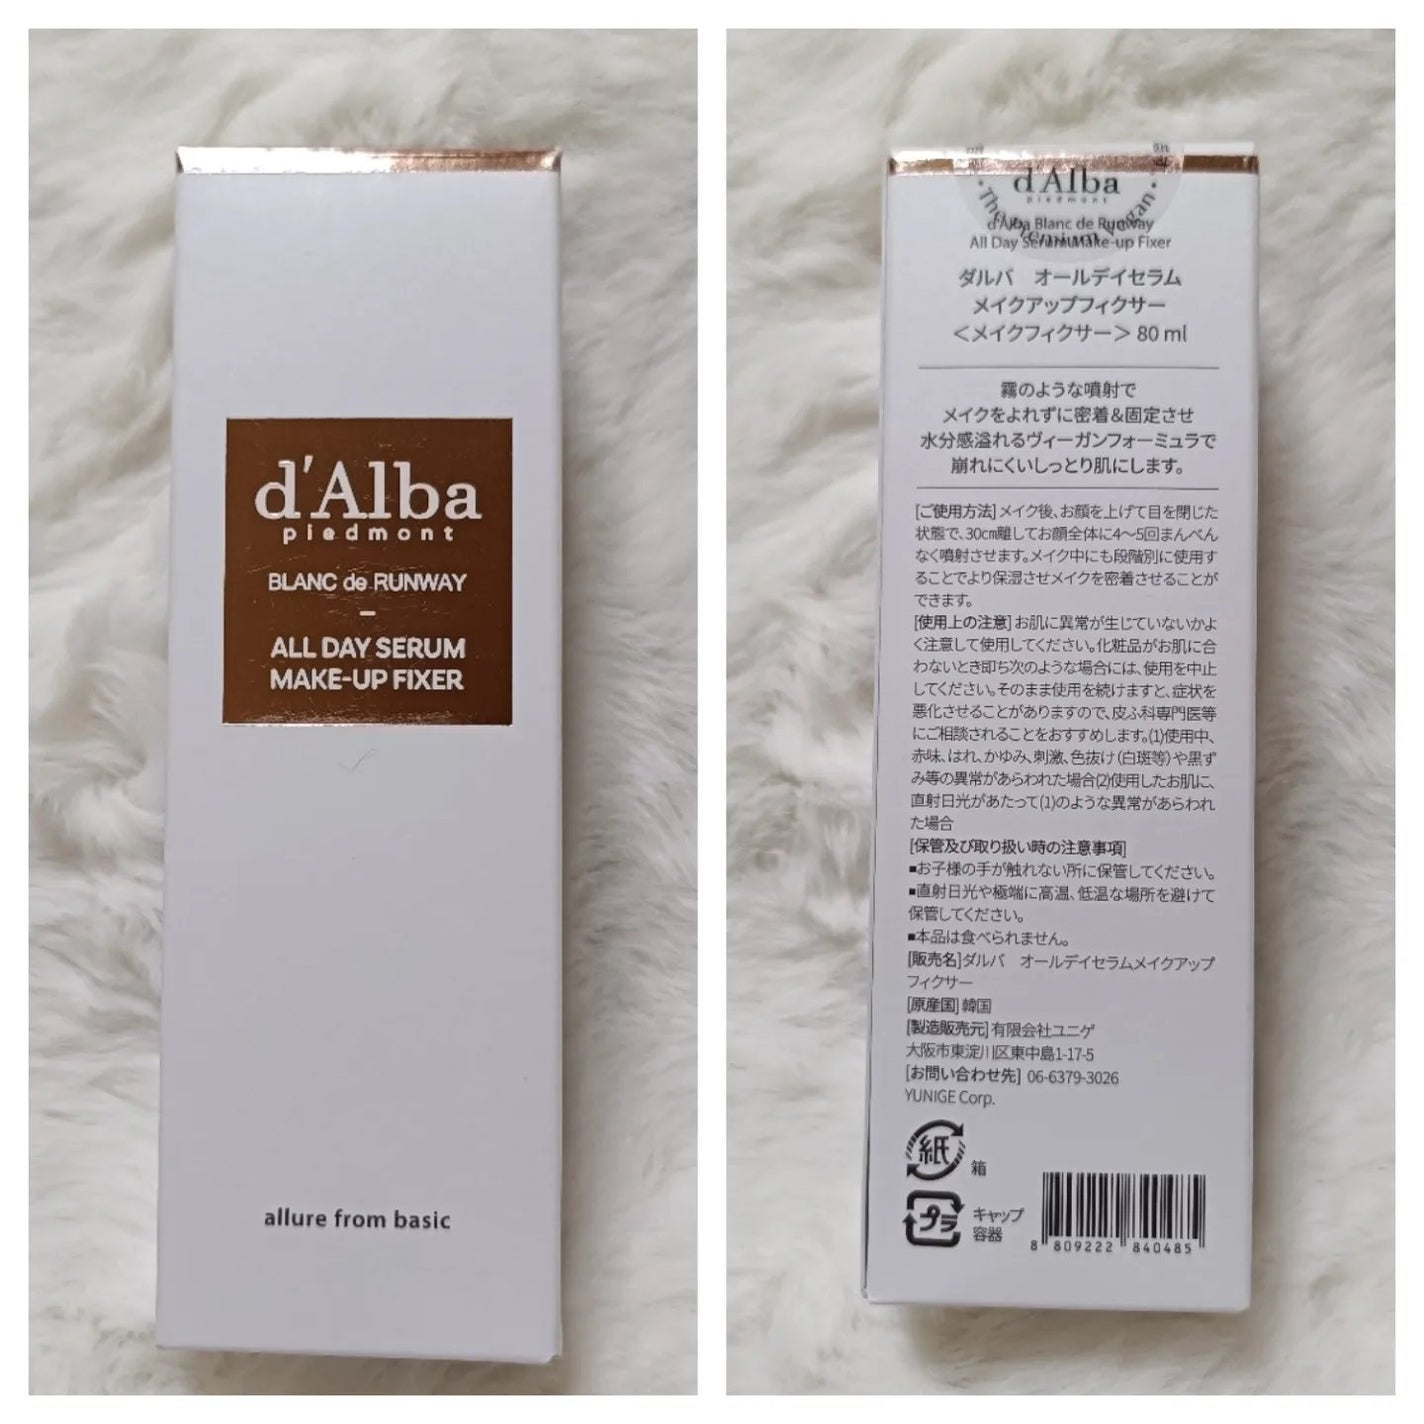 d'Alba
piedmont
BLANC de RUNWAY
ALL DAY SERUM
MAKE-UP FIXER
allure from basic
d'Alba
piedmont
d'Alba Blanc de Runway
All Day Serum Make-up Fixer
ダルバ　オールデイセラム
メイクアップフィクサー
＜メイクフィクサー＞ 80 ml
霧のような噴射で
メイクをよれずに密着＆固定させ
水分感溢れるヴィーガンフォーミュラで
崩れにくいしっとり肌にします。
[ご使用方法] メイク後、お顔を上げて目を閉じた
状態で、30㎝離してお顔全体に4～5回まんべん
なく噴射させます。メイク中にも段階別に使用す
ることでより保湿させメイクを密着させることが
できます。
[使用上の注意] お肌に異常が生じていないかよ
く注意して使用してください。化粧品がお肌に合
わないとき即ち次のような場合には、使用を中止
してください。そのまま使用を続けますと、症状を
悪化させることがありますので、皮ふ科専門医等
にご相談されることをおすすめします。(1)使用中、
赤味、はれ、かゆみ、刺激、色抜け（白斑等）や黒ず
み等の異常があらわれた場合(2)使用したお肌に、
直射日光があたって(1)のような異常があらわれ
た場合
[保管及び取り扱い時の注意事項]
■お子様の手が触れない所に保管してください。
■直射日光や極端に高温、低温な場所を避けて
保管してください。
■本品は食べられません。
[販売名]ダルバ　オールデイセラムメイクアップ
フィクサー
[原産国] 韓国
[製造販売元] 有限会社ユニゲ
大阪市東淀川区東中島1-17-5
[お問い合わせ先] 06-6379-3026
YUNIGE Corp.
紙
箱
プラ
キャップ
容器
8 809222 840485